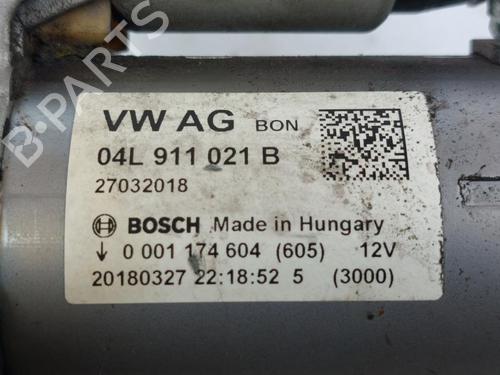 VW AG BON
04L 911 021 B
27032018
BOSCH Made in Hungary
↓ 0 001 174 604 (605) 12V
20180327 22:18:52 5 (3000)
B-PARTS